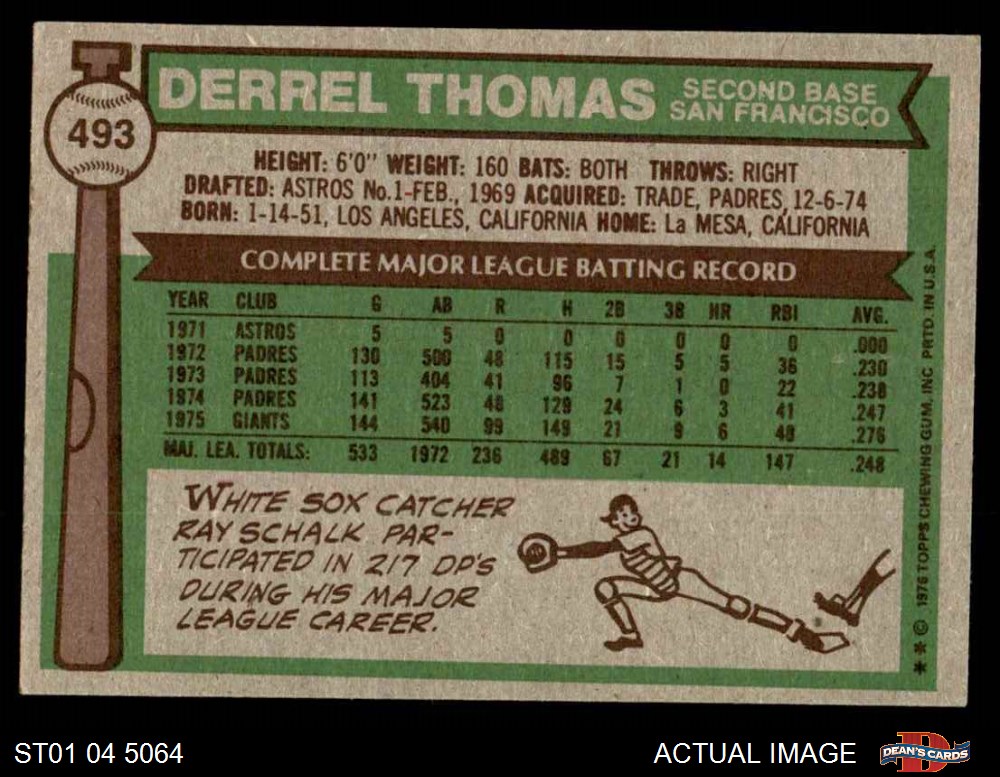 493
DERREL THOMAS
SECOND BASE
SAN FRANCISCO
HEIGHT: 6'0" WEIGHT: 160 BATS: BOTH THROWS: RIGHT
DRAFTED: ASTROS No.1-FEB., 1969 ACQUIRED: TRADE, PADRES, 12-6-74
BORN: 1-14-51, LOS ANGELES, CALIFORNIA HOME: La MESA, CALIFORNIA
COMPLETE MAJOR LEAGUE BATTING RECORD
YEAR CLUB G AB R H 2B 3B HR RBI AVG.
1971 ASTROS 5 5 0 0 0 0 0 0 .000
1972 PADRES 130 500 48 115 15 5 5 36 .230
1973 PADRES 113 404 41 96 7 1 0 22 .238
1974 PADRES 141 523 48 129 24 6 3 41 .247
1975 GIANTS 144 540 99 149 21 9 6 48 .276
MAJ. LEA. TOTALS: 533 1972 236 489 67 21 14 147 .248
WHITE SOX CATCHER
RAY SCHALK PAR-
TICIPATED IN 217 DP'S
DURING HIS MAJOR
LEAGUE CAREER.
** © 1976 TOPPS CHEWING GUM, INC PRTD. IN U.S.A.
ST01 04 5064
ACTUAL IMAGE
D
DEAN'S CARDS